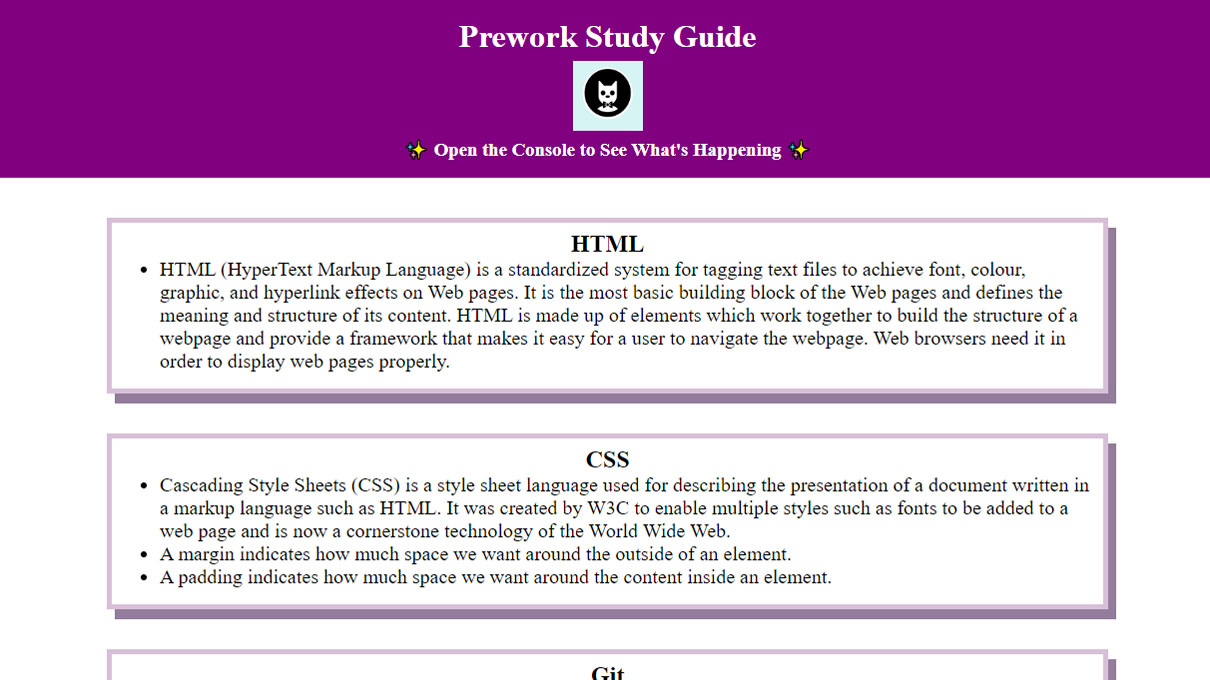 Prework Study Guide
✨ Open the Console to See What's Happening ✨
HTML
• HTML (HyperText Markup Language) is a standardized system for tagging text files to achieve font, colour,
graphic, and hyperlink effects on Web pages. It is the most basic building block of the Web pages and defines the
meaning and structure of its content. HTML is made up of elements which work together to build the structure of a
webpage and provide a framework that makes it easy for a user to navigate the webpage. Web browsers need it in
order to display web pages properly.
CSS
• Cascading Style Sheets (CSS) is a style sheet language used for describing the presentation of a document written in
a markup language such as HTML. It was created by W3C to enable multiple styles such as fonts to be added to a
web page and is now a cornerstone technology of the World Wide Web.
• A margin indicates how much space we want around the outside of an element.
• A padding indicates how much space we want around the content inside an element.
Git